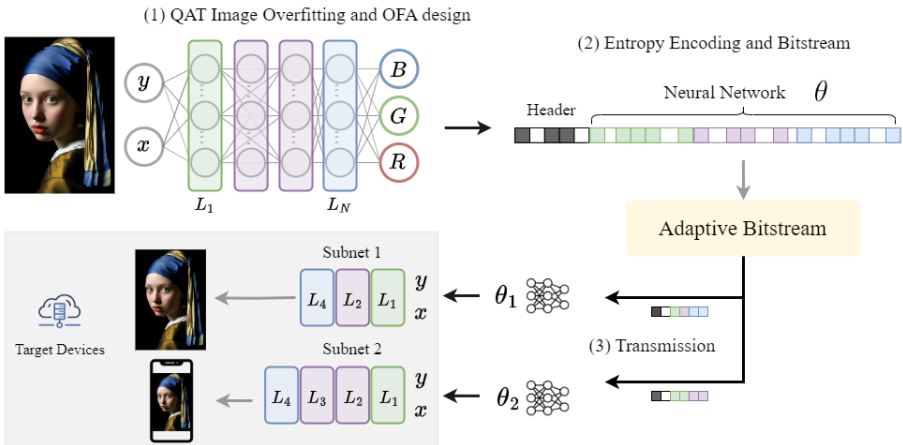 (1) QAT Image Overfitting and OFA design
(2) Entropy Encoding and Bitstream
y
x
B
G
R
L1
LN
Header
Neural Network θ
Adaptive Bitstream
Subnet 1
L4 L2 L1
y
x
θ1
(3) Transmission
Target Devices
Subnet 2
L4 L3 L2 L1
y
x
θ2